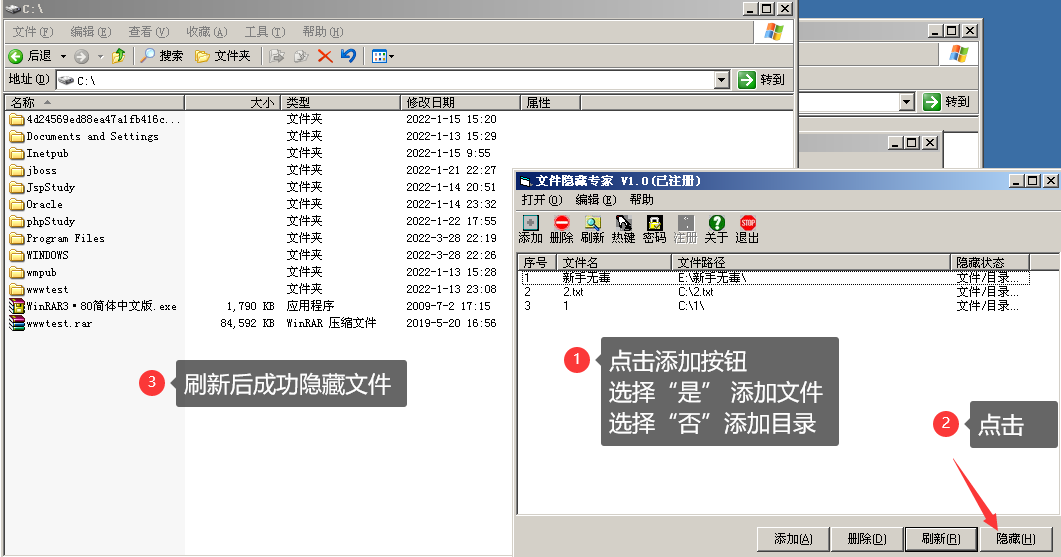 C:\
文件(F) 编辑(E) 查看(V) 收藏(A) 工具(T) 帮助(H)
后退 搜索 文件夹
地址(D) C:\ 转到
名称 大小 类型 修改日期 属性
4d24569ed88ea47a1fb416c... 文件夹 2022-1-15 15:20
Documents and Settings 文件夹 2022-1-13 15:29
Inetpub 文件夹 2022-1-15 9:55
jboss 文件夹 2022-1-21 22:27
JspStudy 文件夹 2022-1-14 20:51
Oracle 文件夹 2022-1-14 23:32
phpStudy 文件夹 2022-1-22 17:55
Program Files 文件夹 2022-3-28 22:19
WINDOWS 文件夹 2022-3-28 22:26
wmpub 文件夹 2022-1-13 15:28
wwwtest 文件夹 2022-1-13 23:08
WinRAR3·80简体中文版.exe 1,790 KB 应用程序 2009-7-2 17:15
wwwtest.rar 84,592 KB WinRAR 压缩文件 2019-5-20 16:56
3 刷新后成功隐藏文件
转到
文件隐藏专家 V1.0(已注册)
打开(O) 编辑(E) 帮助
STOP
添加 删除 刷新 热键 密码 注册 关于 退出
序号 文件名 文件路径 隐藏状态
1 新手无毒 E:\新手无毒\ 文件/目录...
2 2.txt C:\2.txt 文件/目录...
3 1 C:\1\ 文件/目录...
1 点击添加按钮
选择“是” 添加文件
选择“否”添加目录
2 点击
添加(A) 删除(D) 刷新(R) 隐藏(H)